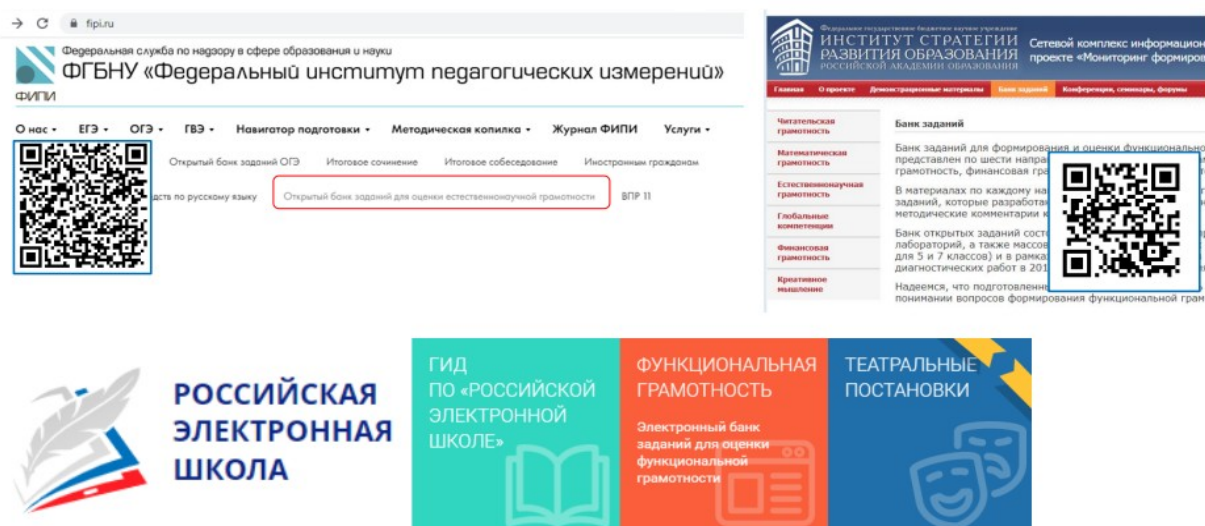 fipi.ru
Федеральная служба по надзору в сфере образования и науки
ФГБНУ «Федеральный институт педагогических измерений»
ФИПИ
О нас ЕГЭ ОГЭ ГВЭ Навигатор подготовки Методическая копилка Журнал ФИПИ Услуги
Открытый банк заданий ОГЭ Итоговое сочинение Итоговое собеседование Иностранным гражданам
по русскому языку Открытый банк заданий для оценки естественнонаучной грамотности ВПР 11
Федеральное государственное бюджетное научное учреждение
ИНСТИТУТ СТРАТЕГИИ
РАЗВИТИЯ ОБРАЗОВАНИЯ
РОССИЙСКОЙ АКАДЕМИИ ОБРАЗОВАНИЯ
Сетевой комплекс информацион
проекте «Мониторинг формиров
Главная О проекте Демонстрационные материалы Банк заданий Конференции, семинары, форумы
Читательская
грамотность
Математическая
грамотность
Естественнонаучная
грамотность
Глобальные
компетенции
Финансовая
грамотность
Креативное
мышление
Банк заданий
Банк заданий для формирования и оценки функционально
представлен по шести направ
грамотность, финансовая гра
В материалах по каждому на
заданий, которые разработа
методические комментарии к
Банк открытых заданий сост
лабораторий, а также массов
для 5 и 7 классов) и в рамка
диагностических работ в 201
Надеемся, что подготовленны
понимании вопросов формирования функциональной грам
РОССИЙСКАЯ
ЭЛЕКТРОННАЯ
ШКОЛА
ГИД
ПО «РОССИЙСКОЙ
ЭЛЕКТРОННОЙ
ШКОЛЕ»
ФУНКЦИОНАЛЬНАЯ
ГРАМОТНОСТЬ
Электронный банк
заданий для оценки
функциональной
грамотности
ТЕАТРАЛЬНЫЕ
ПОСТАНОВКИ